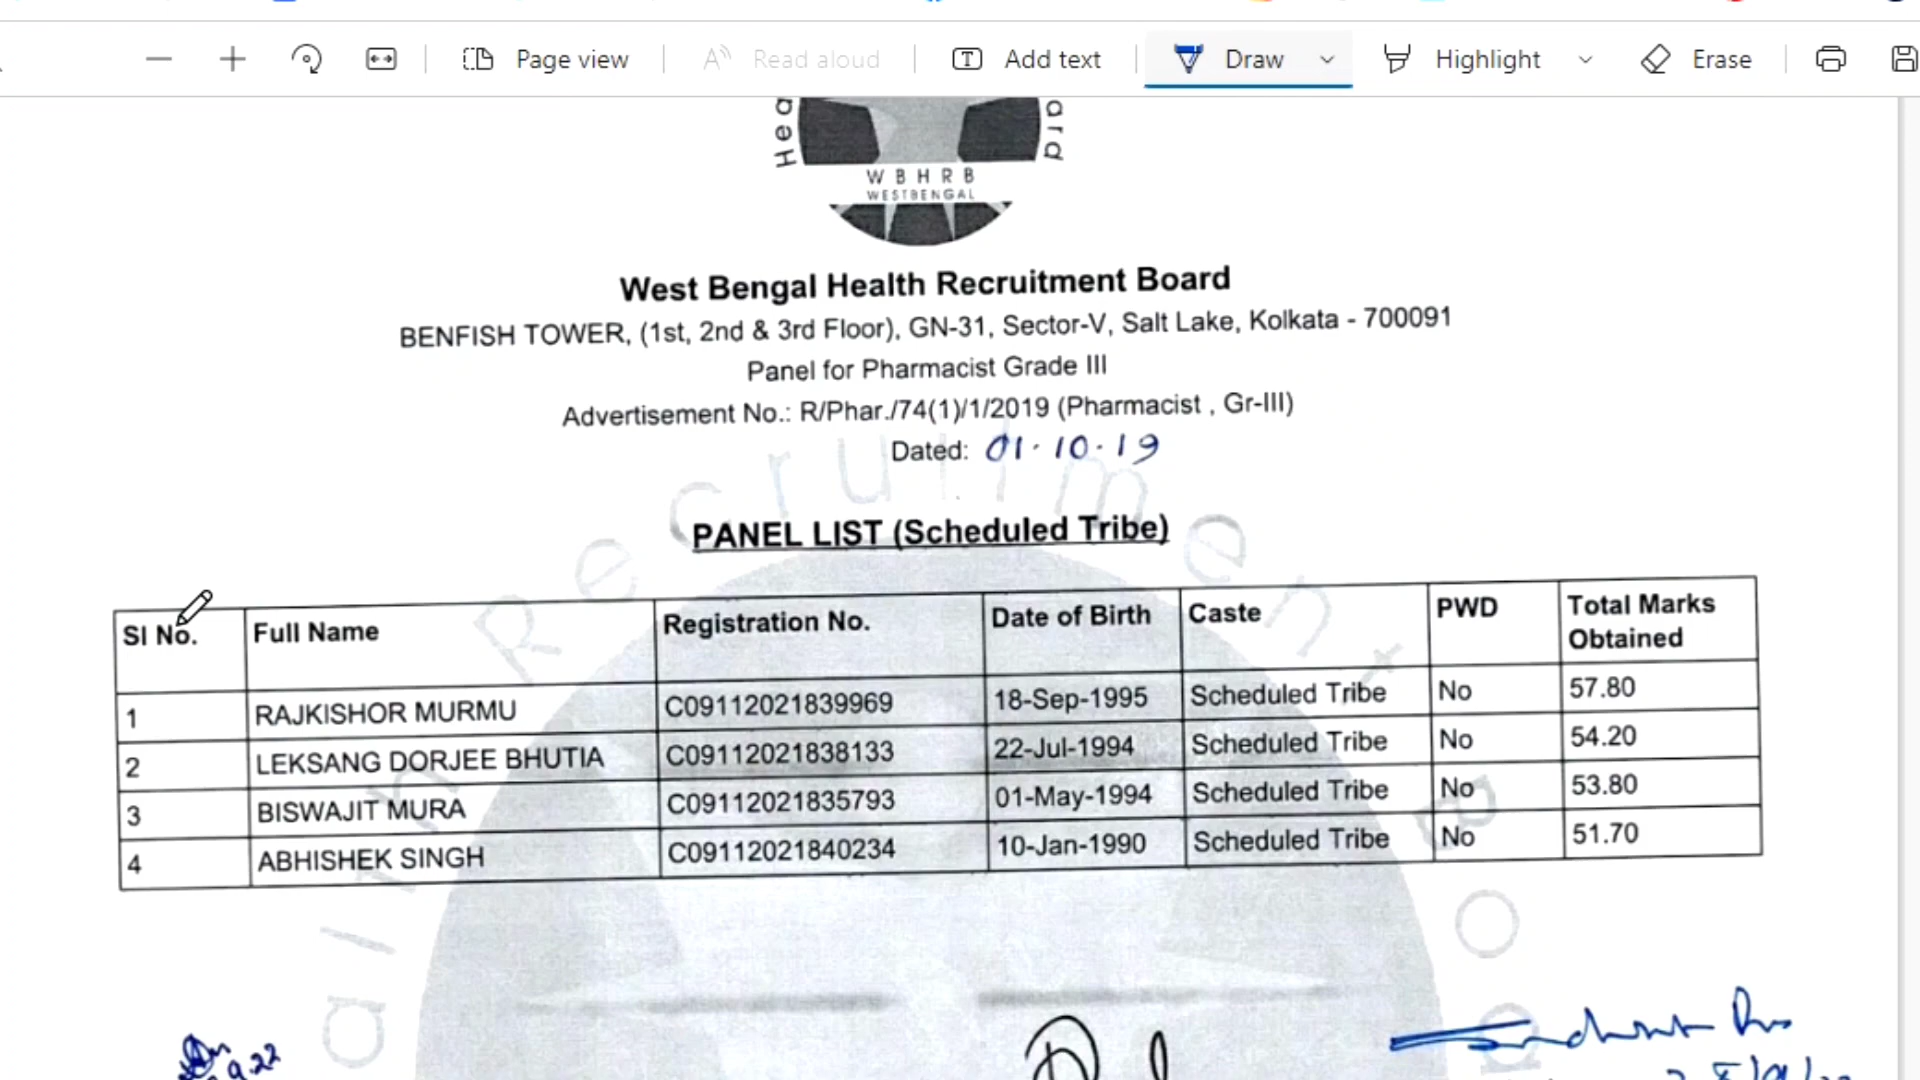 Page view Read aloud Add text Draw Highlight Erase
W B H R B
WESTBENGAL
West Bengal Health Recruitment Board
BENFISH TOWER, (1st, 2nd & 3rd Floor), GN-31, Sector-V, Salt Lake, Kolkata - 700091
Panel for Pharmacist Grade III
Advertisement No.: R/Phar./74(1)/1/2019 (Pharmacist , Gr-III)
Dated: 01.10.19
PANEL LIST (Scheduled Tribe)
Sl No. Full Name Registration No. Date of Birth Caste PWD Total Marks Obtained
1 RAJKISHOR MURMU C09112021839969 18-Sep-1995 Scheduled Tribe No 57.80
2 LEKSANG DORJEE BHUTIA C09112021838133 22-Jul-1994 Scheduled Tribe No 54.20
3 BISWAJIT MURA C09112021835793 01-May-1994 Scheduled Tribe No 53.80
4 ABHISHEK SINGH C09112021840234 10-Jan-1990 Scheduled Tribe No 51.70